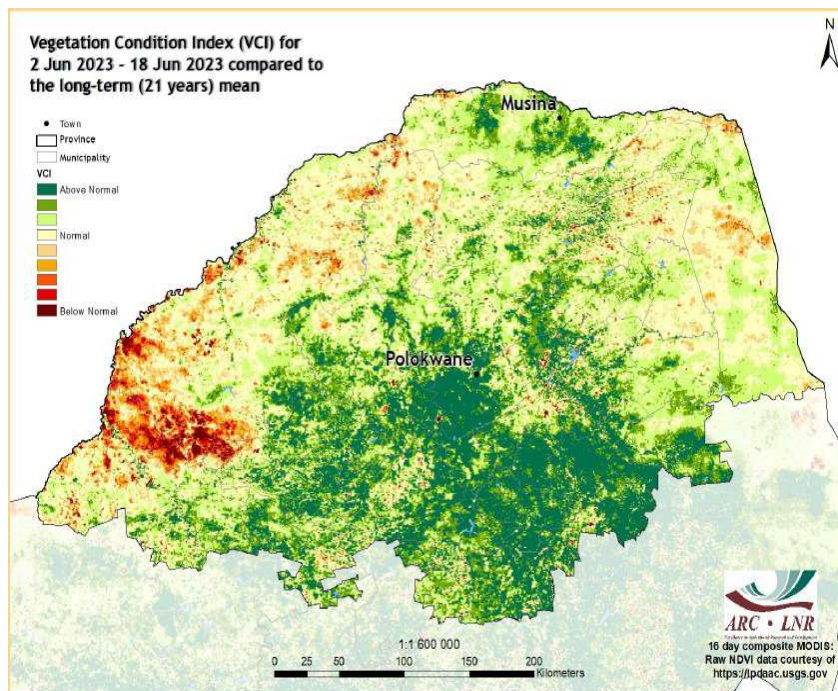 Vegetation Condition Index (VCI) for
2 Jun 2023 - 18 Jun 2023 compared to
the long-term (21 years) mean
Town
Province
Municipality
VCI
Above Normal
Normal
Below Normal
Musina
Polokwane
ARC • LNR
16 day composite MODIS:
Raw NDVI data courtesy of
https://lpdaac.usgs.gov
1:1 600 000
0 25 50 100 150 200
Kilometers